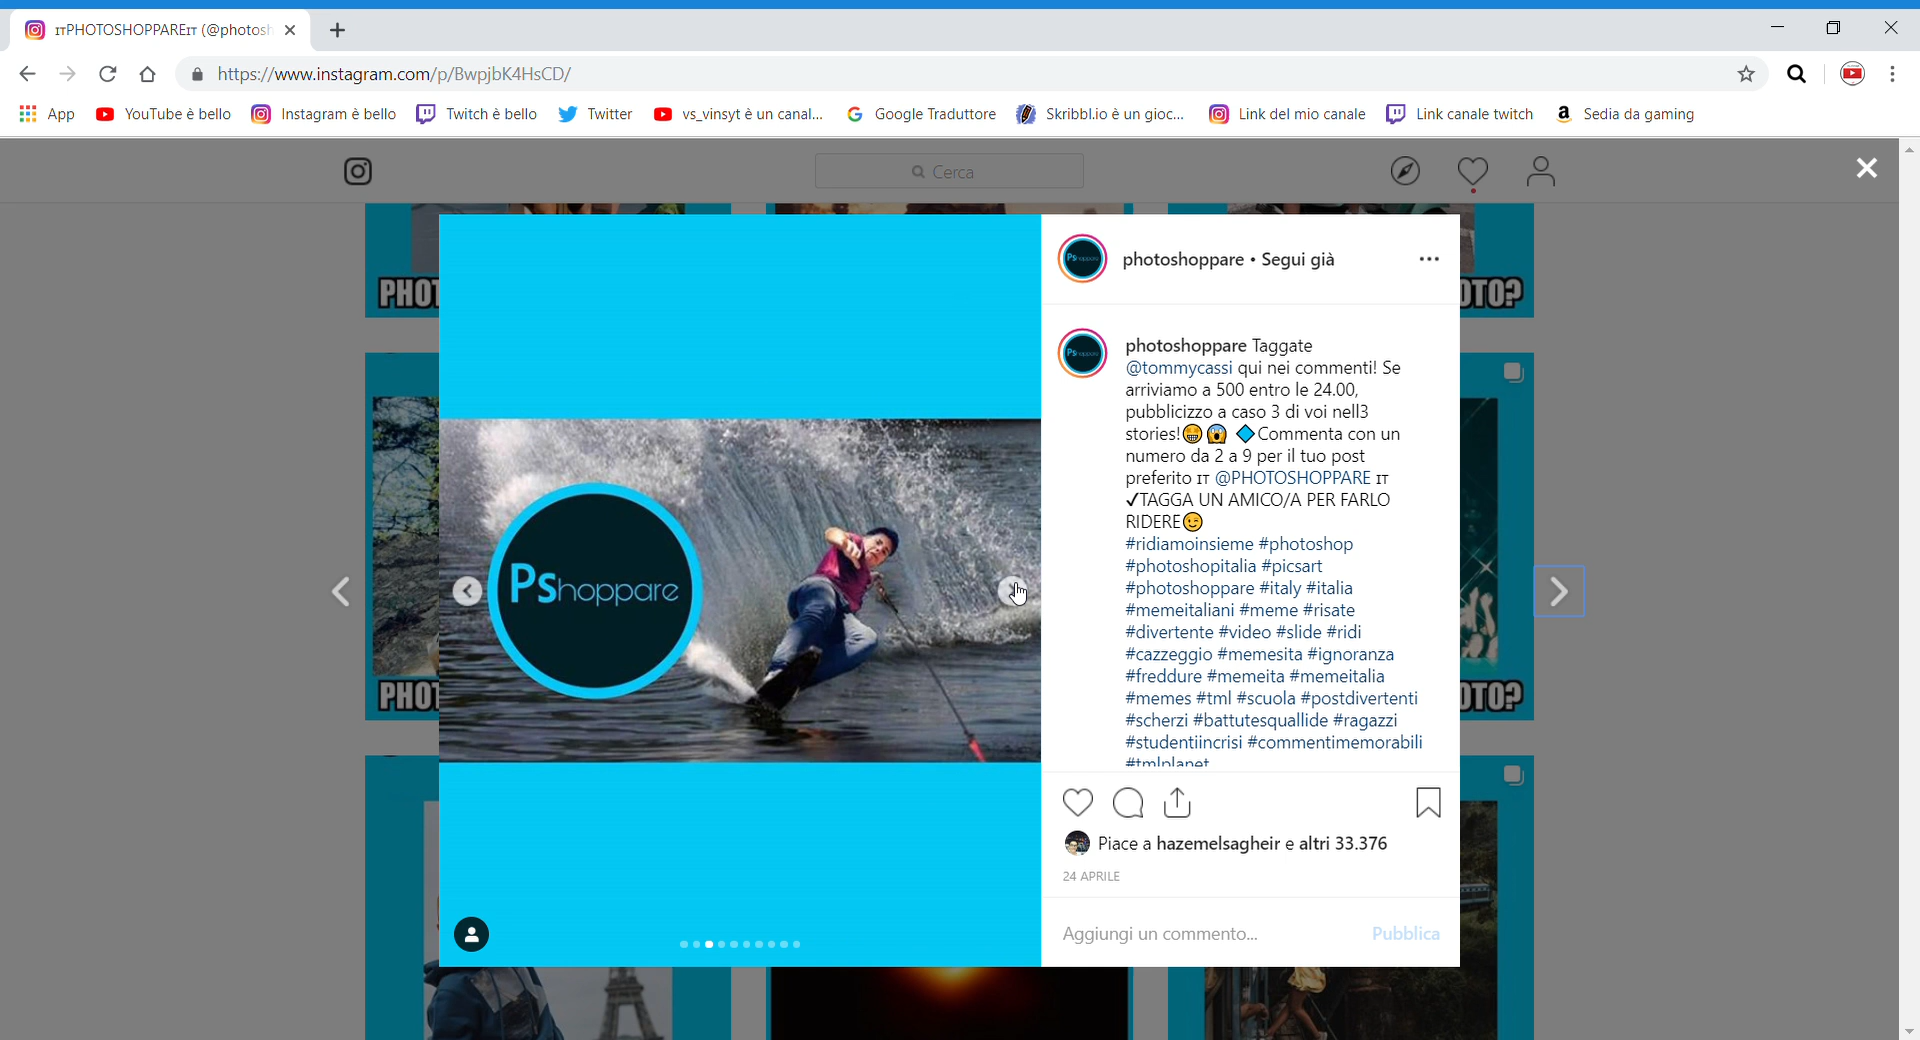 ɪᴛPHOTOSHOPPAREɪᴛ (@photosh
https://www.instagram.com/p/BwpjbK4HsCD/
App YouTube è bello Instagram è bello Twitch è bello Twitter vs_vinsyt è un canal... Google Traduttore Skribbl.io è un gioc... Link del mio canale Link canale twitch Sedia da gaming
Cerca
PHOT
OTO?
photoshoppare • Segui già
photoshoppare Taggate
@tommycassi qui nei commenti! Se
arriviamo a 500 entro le 24.00,
pubblicizzo a caso 3 di voi nell3
stories!😁😱 🔷Commenta con un
numero da 2 a 9 per il tuo post
preferito ɪᴛ @PHOTOSHOPPARE ɪᴛ
✔TAGGA UN AMICO/A PER FARLO
RIDERE😉
#ridiamoinsieme #photoshop
#photoshopitalia #picsart
#photoshoppare #italy #italia
#memeitaliani #meme #risate
#divertente #video #slide #ridi
#cazzeggio #memesita #ignoranza
#freddure #memeita #memeitalia
#memes #tml #scuola #postdivertenti
#scherzi #battutesquallide #ragazzi
#studentiincrisi #commentimemorabili
#tmlplanet
Pshoppare
PHOT
OTO?
Piace a hazemelsagheir e altri 33.376
24 APRILE
Aggiungi un commento... Pubblica